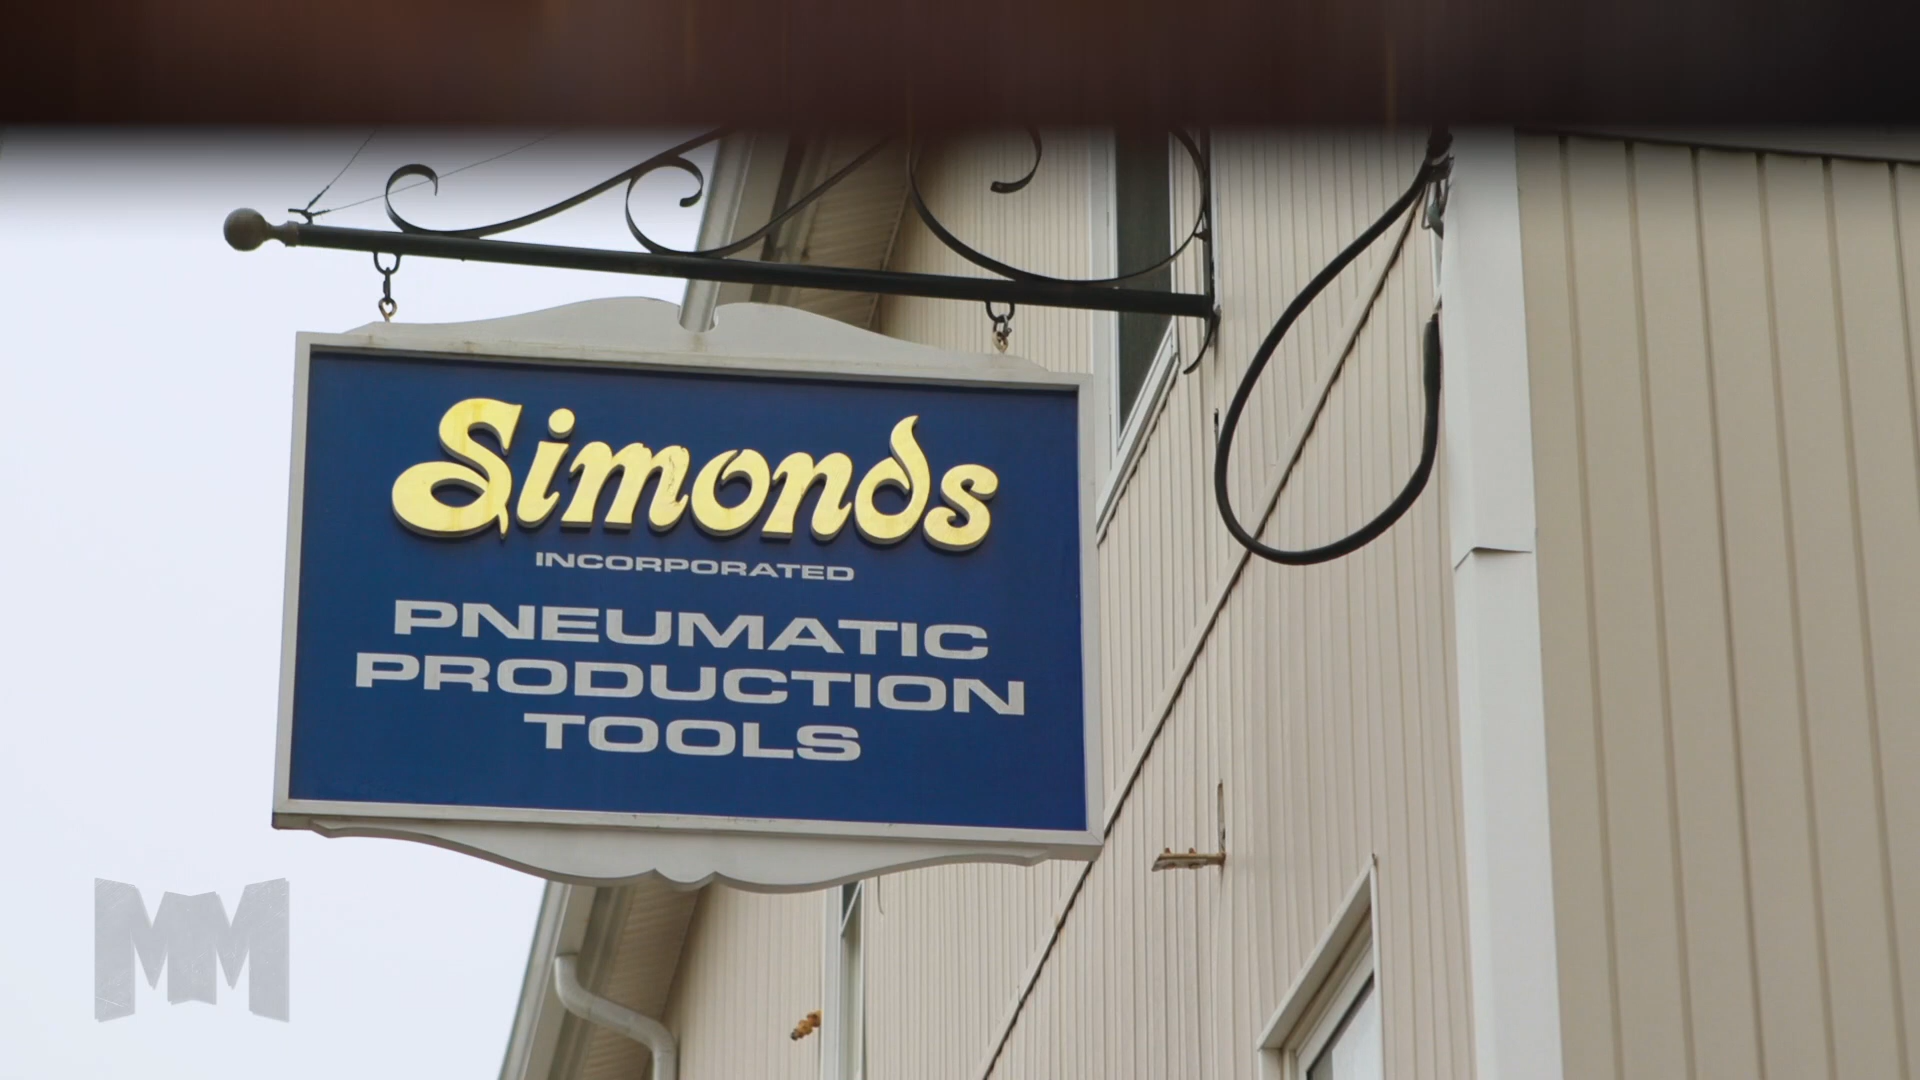 Simonds
INCORPORATED
PNEUMATIC
PRODUCTION
TOOLS
MM